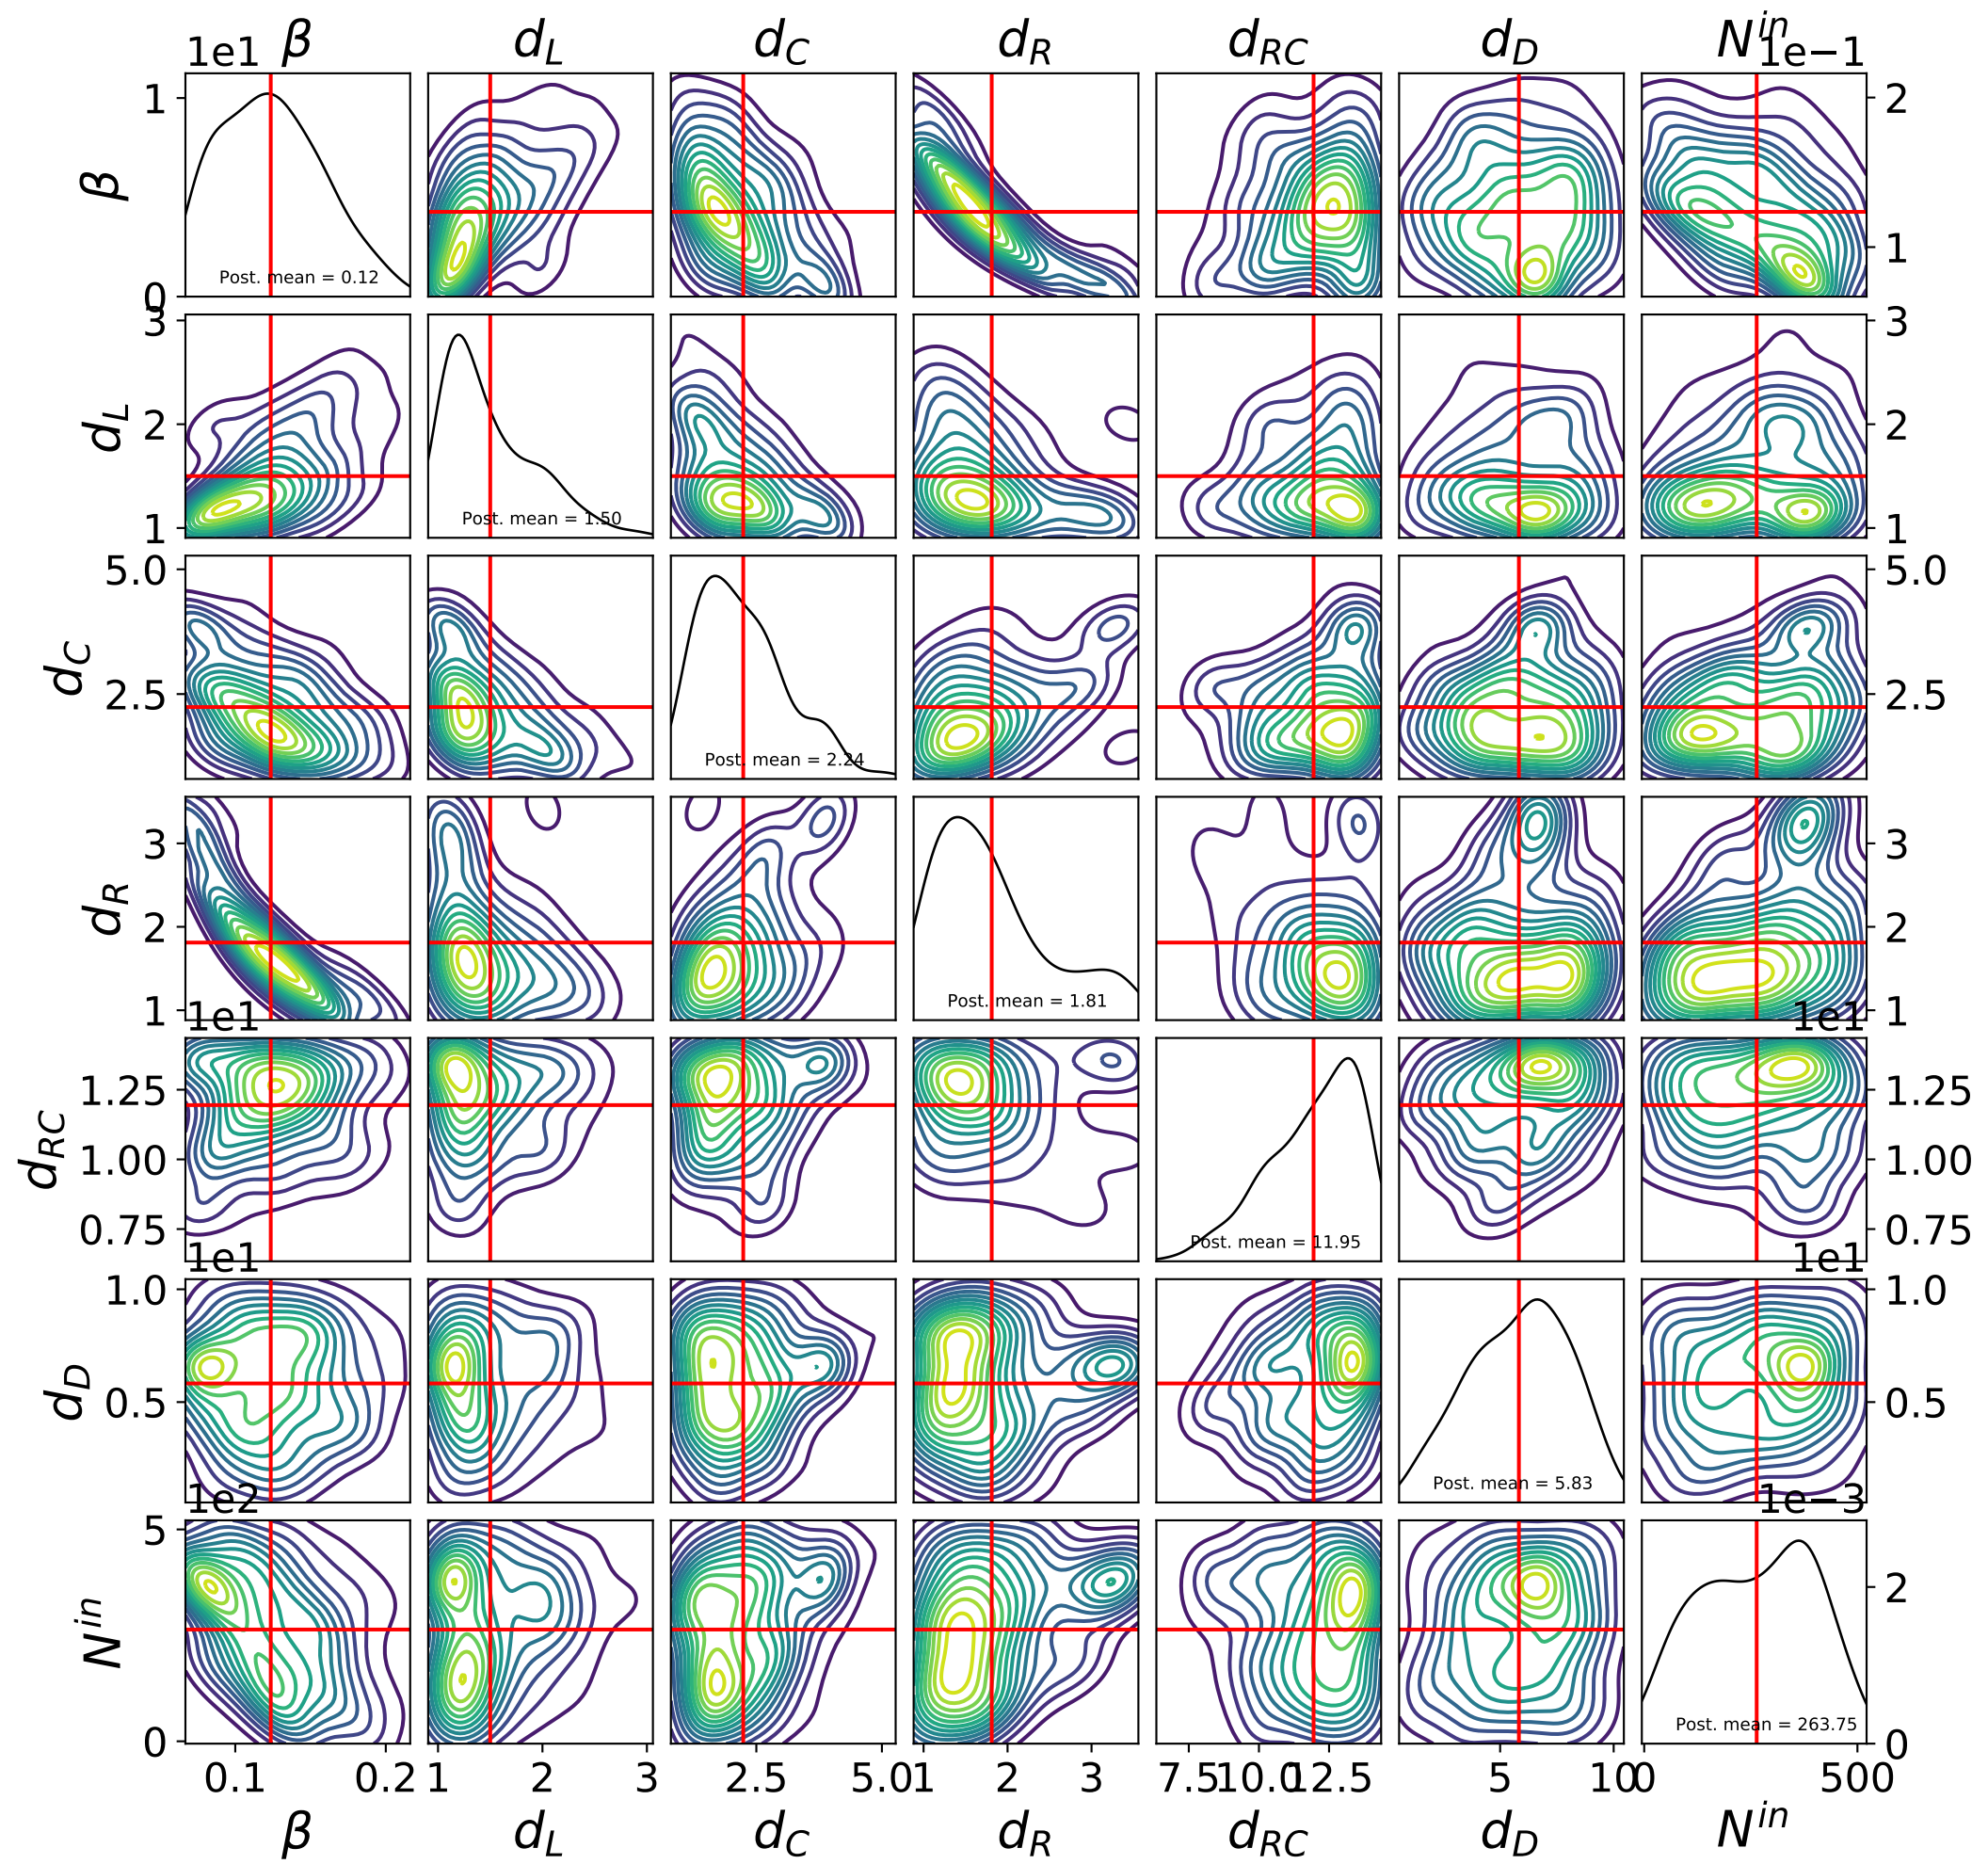 1e1 β d_L d_C d_R d_RC d_D N^in 1e−1
β 1 0 Post. mean = 0.12 2 1
d_L 3 2 1 Post. mean = 1.50 3 2 1
d_C 5.0 2.5 Post. mean = 2.24 5.0 2.5
d_R 3 2 1 Post. mean = 1.81 3 2 1
1e1 1e1
d_RC 1.25 1.00 0.75 Post. mean = 11.95 1.25 1.00 0.75
1e1 1e1
d_D 1.0 0.5 Post. mean = 5.83 1.0 0.5
1e2 1e−3
N^in 5 0 Post. mean = 263.75 2 0
0.1 0.2 1 2 3 2.5 5.0 1 2 3 7.5 10.0 12.5 5 10 0 500
β d_L d_C d_R d_RC d_D N^in